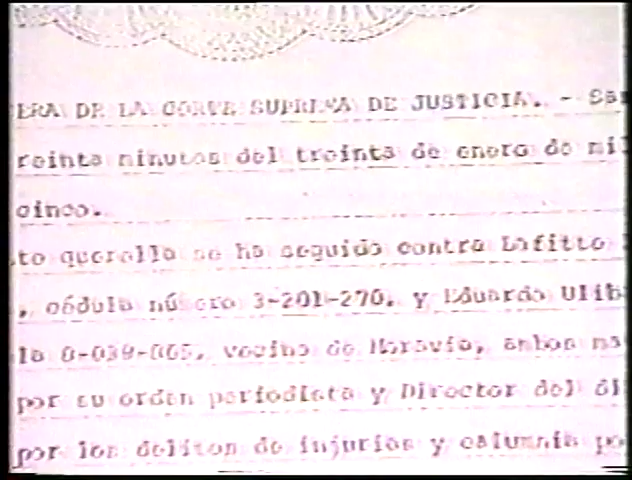 ERA DE LA CORTE SUPREMA DE JUSTICIA. - Sa
reinta minutos del treinta de enero de mil
cinco.
to querella se ha seguido contra Lafitte
, cédula número 3-201-270, y Eduardo Ulib
la 8-039-065, vecino de Moravia, ambos ma
por su orden periodista y Director del di
por los delitos de injurias y calumnia po